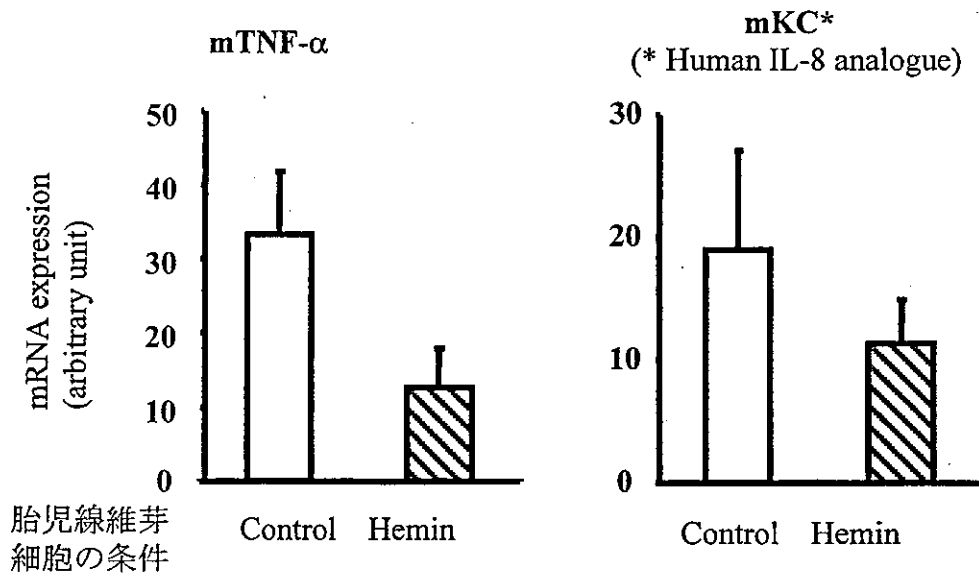 mTNF-α
mKC*
(* Human IL-8 analogue)
mRNA expression
(arbitrary unit)
50
40
30
20
10
0
30
20
10
0
胎児線維芽
細胞の条件
Control Hemin
Control Hemin